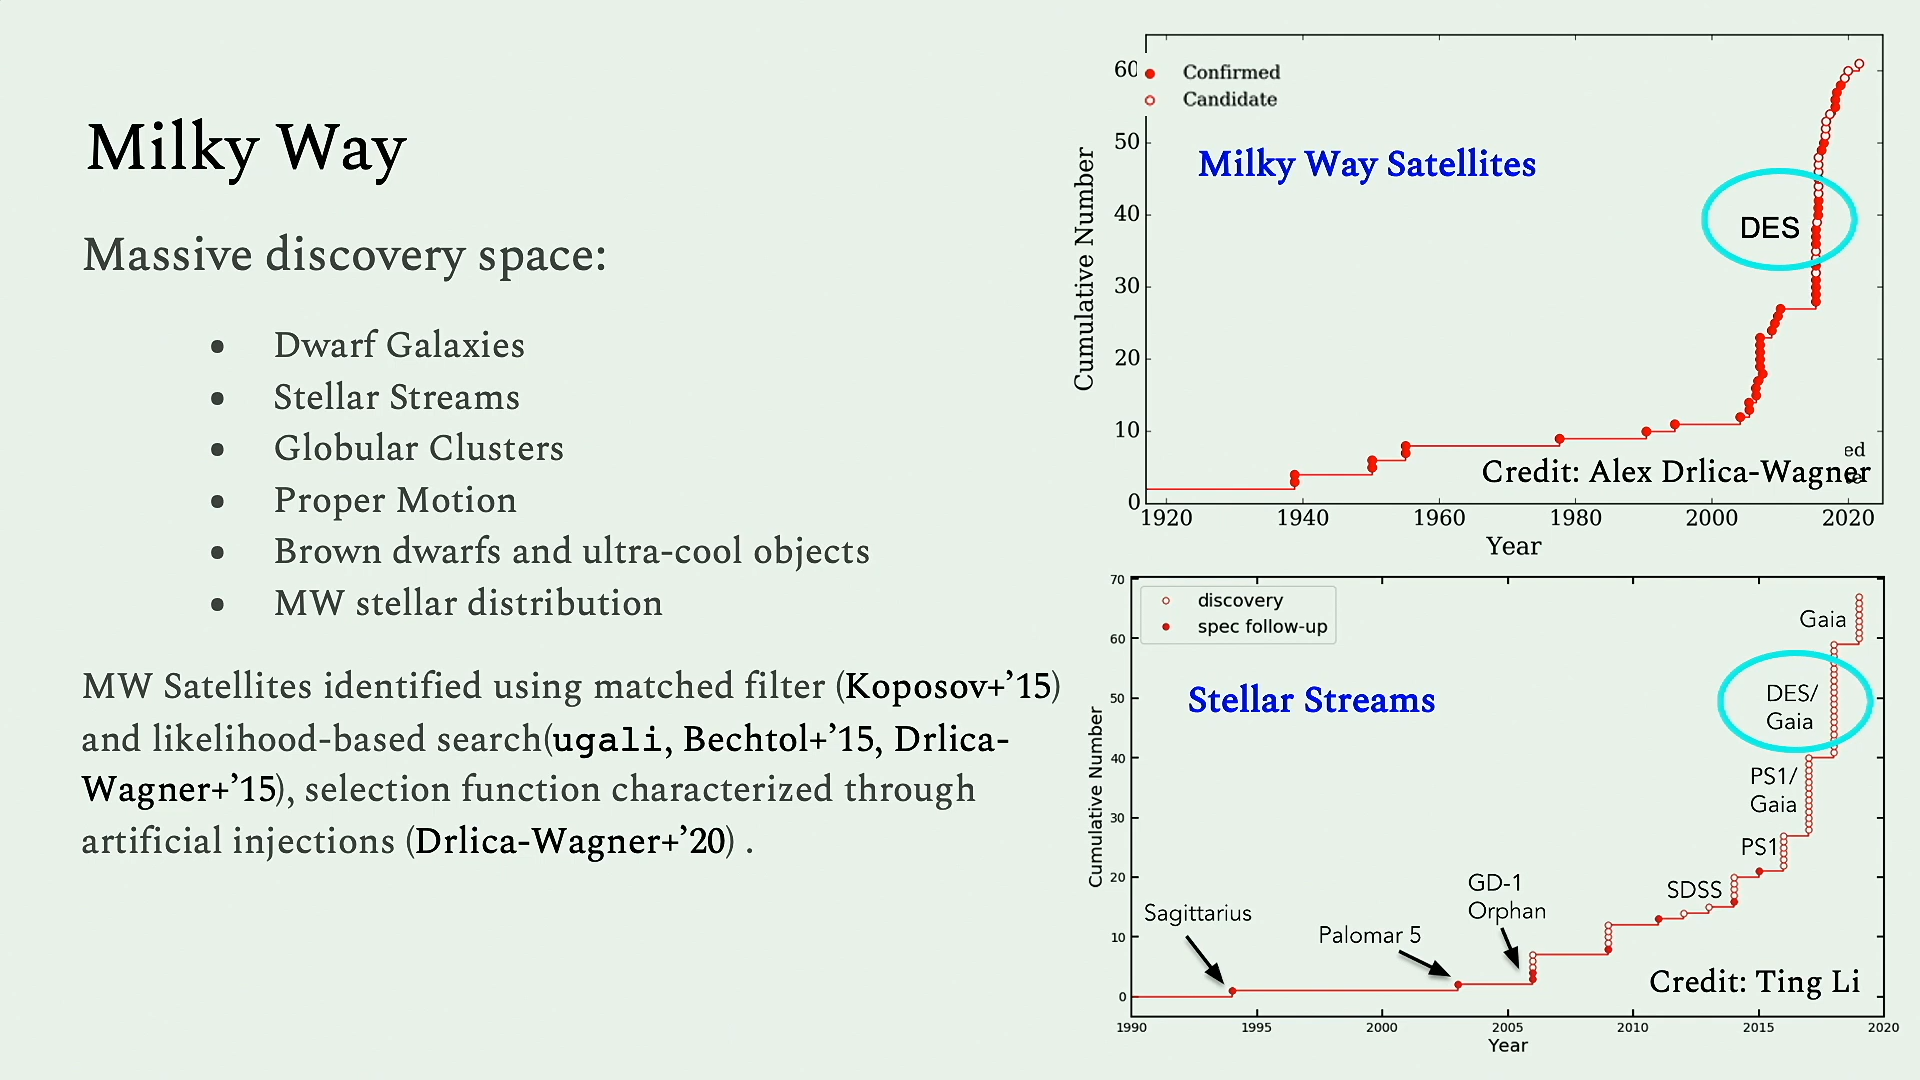 Milky Way
Massive discovery space:
• Dwarf Galaxies
• Stellar Streams
• Globular Clusters
• Proper Motion
• Brown dwarfs and ultra-cool objects
• MW stellar distribution
MW Satellites identified using matched filter (Koposov+’15)
and likelihood-based search(ugali, Bechtol+’15, Drlica-
Wagner+’15), selection function characterized through
artificial injections (Drlica-Wagner+’20) .
Confirmed
Candidate
Milky Way Satellites
DES
Credit: Alex Drlica-Wagner
ed
Cumulative Number
60
50
40
30
20
10
0
1920 1940 1960 1980 2000 2020
Year
discovery
spec follow-up
Stellar Streams
Gaia
DES/
Gaia
PS1/
Gaia
PS1
SDSS
GD-1
Orphan
Palomar 5
Sagittarius
Credit: Ting Li
Cumulative Number
70
60
50
40
30
20
10
0
1990 1995 2000 2005 2010 2015 2020
Year